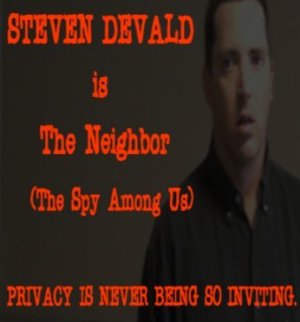 STEVEN DEVALD
is
The Neighbor
(The Spy Among Us)
PRIVACY IS NEVER BEING SO INVITING.